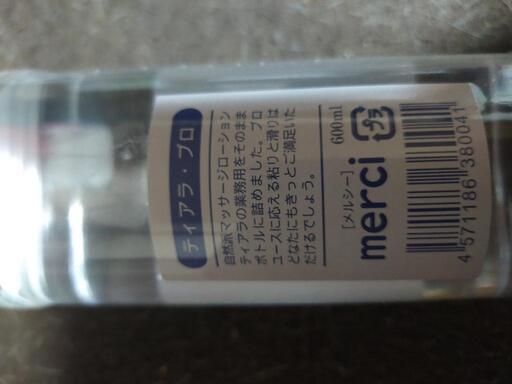 ティアラ・プロ
自然派マッサージローション
ティアラの業務用をそのまま
ボトルに詰めました。プロ
ユースに応える粘りと滑りは
どなたにもきっとご満足いた
だけるでしょう。
600ml
プラ
[メルシー]
merci
4 571186 380041